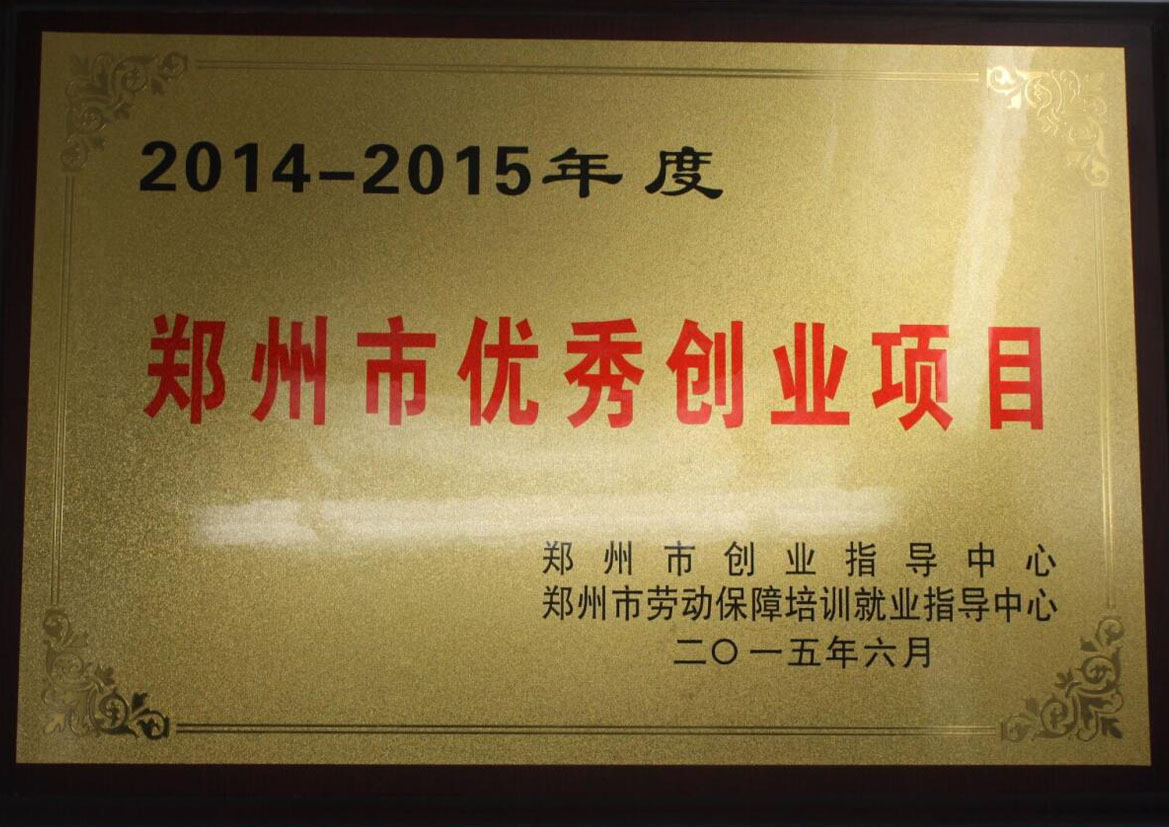 2014-2015年度
郑州市优秀创业项目
郑州市创业指导中心
郑州市劳动保障培训就业指导中心
二〇一五年六月